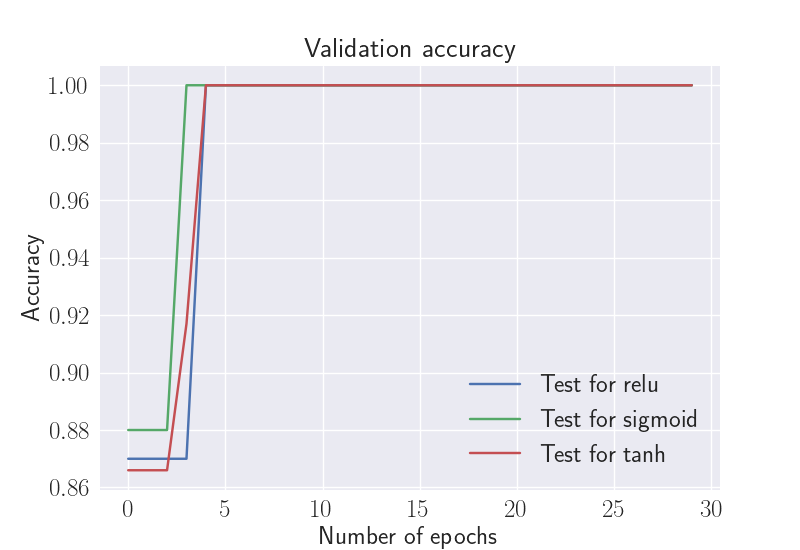 Validation accuracy
Accuracy
1.00
0.98
0.96
0.94
0.92
0.90
0.88
0.86
Test for relu
Test for sigmoid
Test for tanh
0 5 10 15 20 25 30
Number of epochs